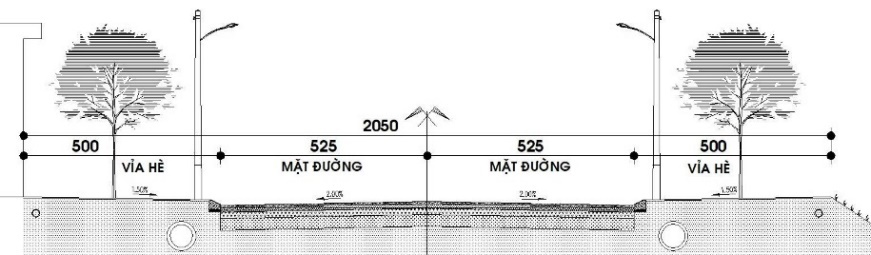 2050
500 525 525 500
VỈA HÈ MẶT ĐƯỜNG MẶT ĐƯỜNG VỈA HÈ
1.50% 2.00% 2.00% 1.50%